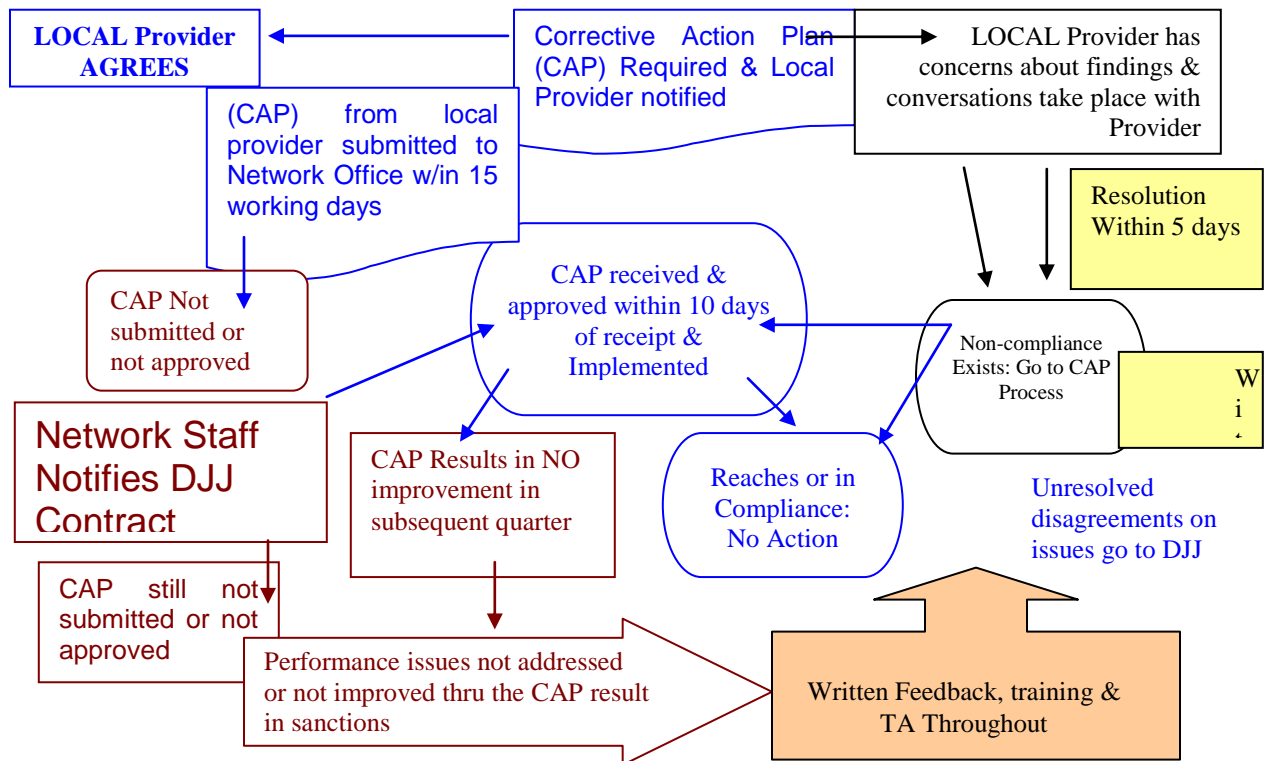 LOCAL Provider
AGREES
Corrective Action Plan
(CAP) Required & Local
Provider notified
LOCAL Provider has
concerns about findings &
conversations take place with
Provider
(CAP) from local
provider submitted to
Network Office w/in 15
working days
Resolution
Within 5 days
CAP Not
submitted or
not approved
CAP received &
approved within 10 days
of receipt &
Implemented
Non-compliance
Exists: Go to CAP
Process
W
i
Network Staff
Notifies DJJ
Contract
CAP Results in NO
improvement in
subsequent quarter
Reaches or in
Compliance:
No Action
Unresolved
disagreements on
issues go to DJJ
CAP still not
submitted or not
approved
Performance issues not addressed
or not improved thru the CAP result
in sanctions
Written Feedback, training &
TA Throughout